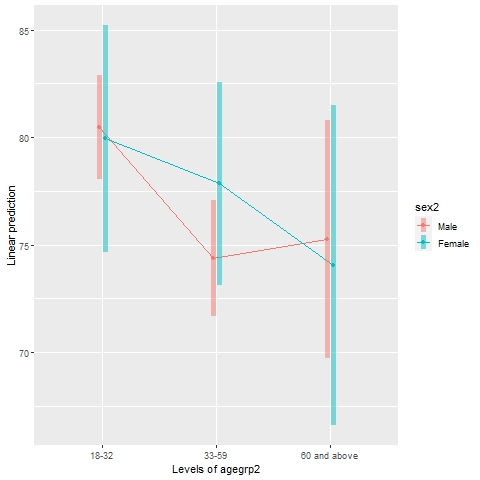 85
80
75
70
Linear prediction
18-32
33-59
60 and above
Levels of agegrp2
sex2
Male
Female